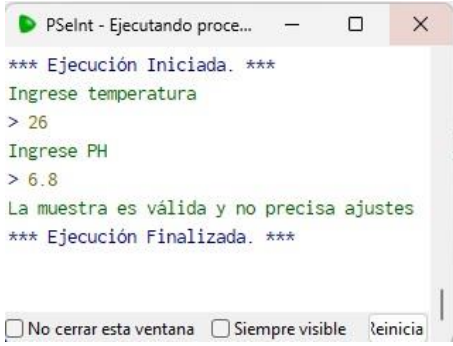 PSeInt - Ejecutando proce...
*** Ejecución Iniciada. ***
Ingrese temperatura
> 26
Ingrese PH
> 6.8
La muestra es válida y no precisa ajustes
*** Ejecución Finalizada. ***
No cerrar esta ventana Siempre visible Reinicia